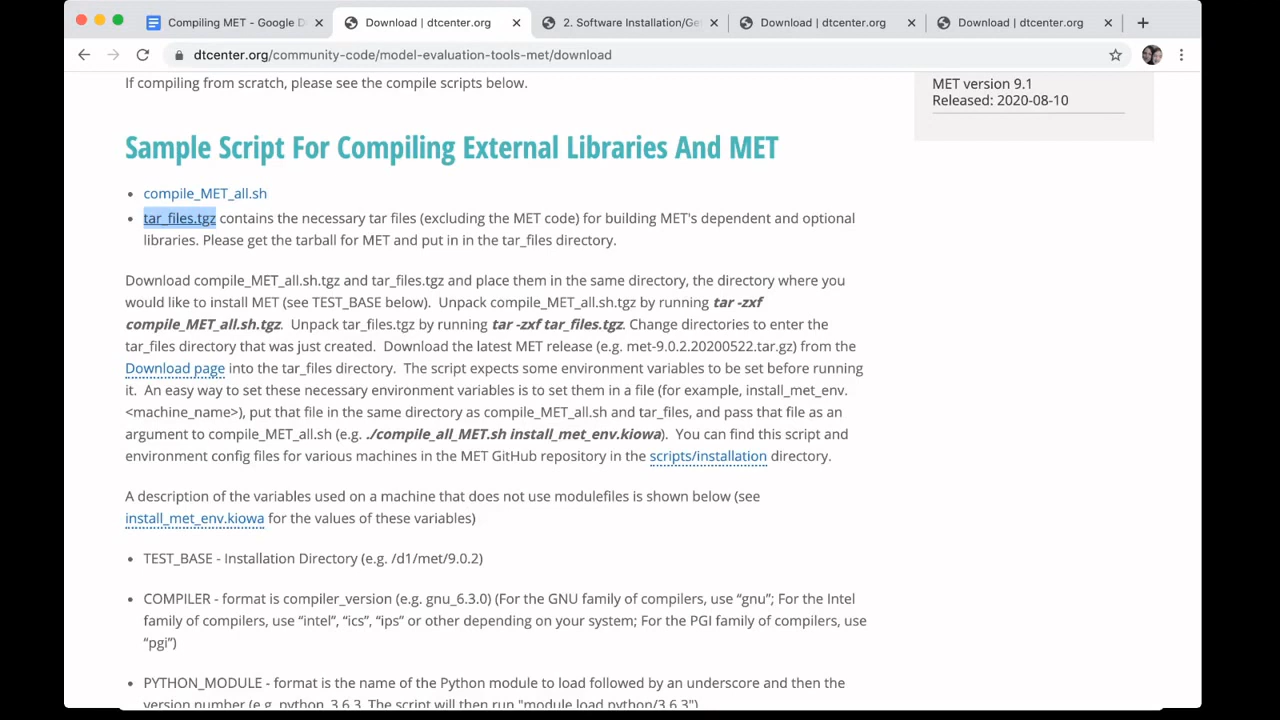 Compiling MET - Google D
Download | dtcenter.org
2. Software Installation/Ge
Download | dtcenter.org
Download | dtcenter.org
dtcenter.org/community-code/model-evaluation-tools-met/download
If compiling from scratch, please see the compile scripts below.
MET version 9.1
Released: 2020-08-10
Sample Script For Compiling External Libraries And MET
• compile_MET_all.sh
• tar_files.tgz contains the necessary tar files (excluding the MET code) for building MET's dependent and optional
libraries. Please get the tarball for MET and put in in the tar_files directory.
Download compile_MET_all.sh.tgz and tar_files.tgz and place them in the same directory, the directory where you
would like to install MET (see TEST_BASE below).  Unpack compile_MET_all.sh.tgz by running tar -zxf
compile_MET_all.sh.tgz.  Unpack tar_files.tgz by running tar -zxf tar_files.tgz. Change directories to enter the
tar_files directory that was just created.  Download the latest MET release (e.g. met-9.0.2.20200522.tar.gz) from the
Download page into the tar_files directory.  The script expects some environment variables to be set before running
it.  An easy way to set these necessary environment variables is to set them in a file (for example, install_met_env.
<machine_name>), put that file in the same directory as compile_MET_all.sh and tar_files, and pass that file as an
argument to compile_MET_all.sh (e.g. ./compile_all_MET.sh install_met_env.kiowa).  You can find this script and
environment config files for various machines in the MET GitHub repository in the scripts/installation directory.
A description of the variables used on a machine that does not use modulefiles is shown below (see
install_met_env.kiowa for the values of these variables)
• TEST_BASE - Installation Directory (e.g. /d1/met/9.0.2)
• COMPILER - format is compiler_version (e.g. gnu_6.3.0) (For the GNU family of compilers, use “gnu”; For the Intel
family of compilers, use “intel”, “ics”, “ips” or other depending on your system; For the PGI family of compilers, use
“pgi”)
• PYTHON_MODULE - format is the name of the Python module to load followed by an underscore and then the
version number (e.g. python_3.6.3. The script will then run "module load python/3.6.3")